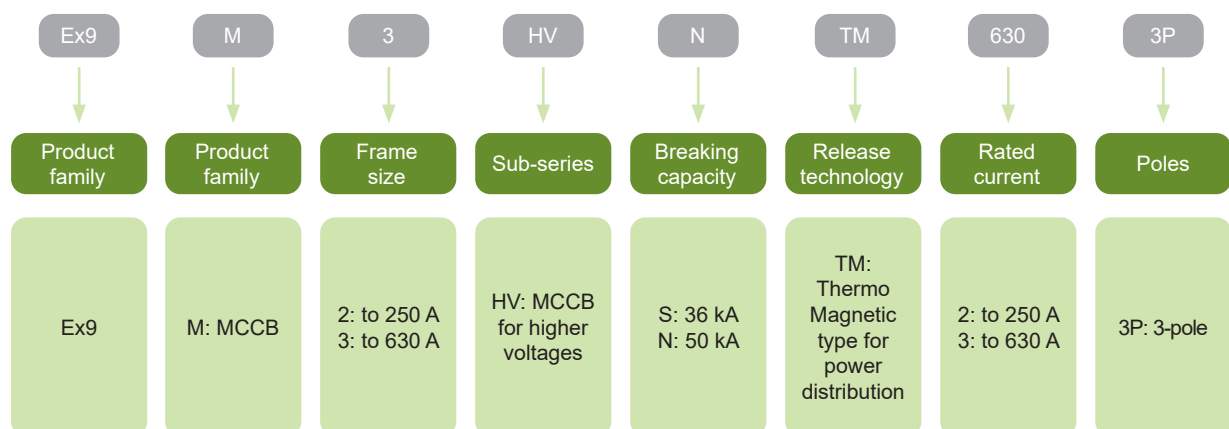 Ex9
M
3
HV
N
TM
630
3P
Product
family
Product
family
Frame
size
Sub-series
Breaking
capacity
Release
technology
Rated
current
Poles
Ex9
M: MCCB
2: to 250 A
3: to 630 A
HV: MCCB
for higher
voltages
S: 36 kA
N: 50 kA
TM:
Thermo
Magnetic
type for
power
distribution
2: to 250 A
3: to 630 A
3P: 3-pole